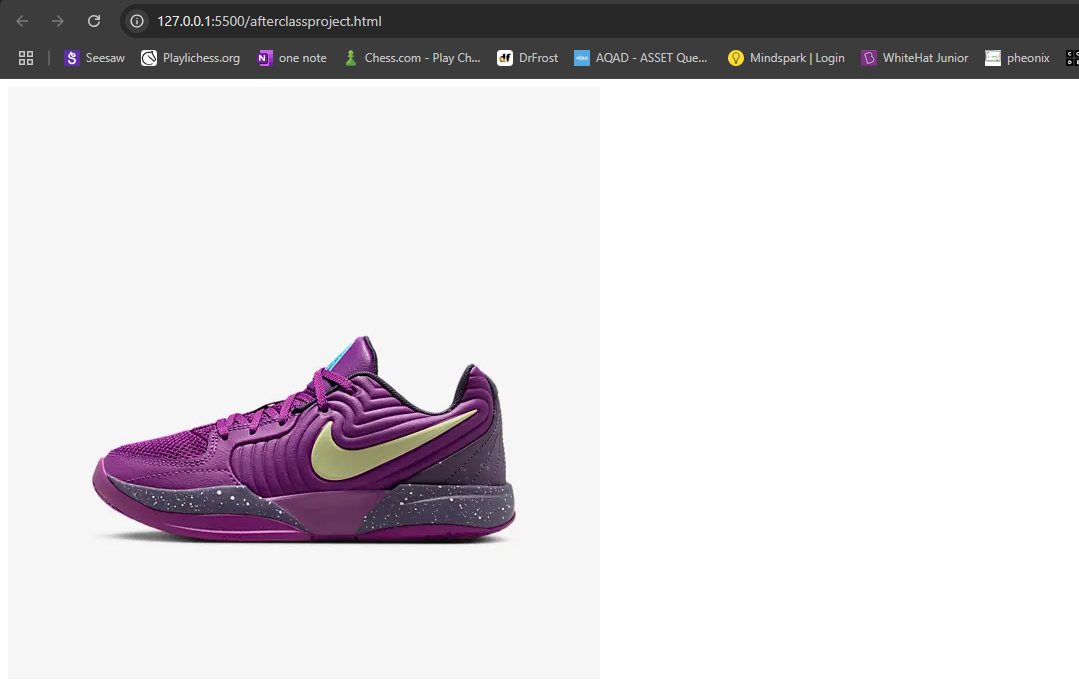 127.0.0.1:5500/afterclassproject.html
Seesaw Playlichess.org one note Chess.com - Play Ch... DrFrost AQAD - ASSET Que... Mindspark | Login WhiteHat Junior pheonix